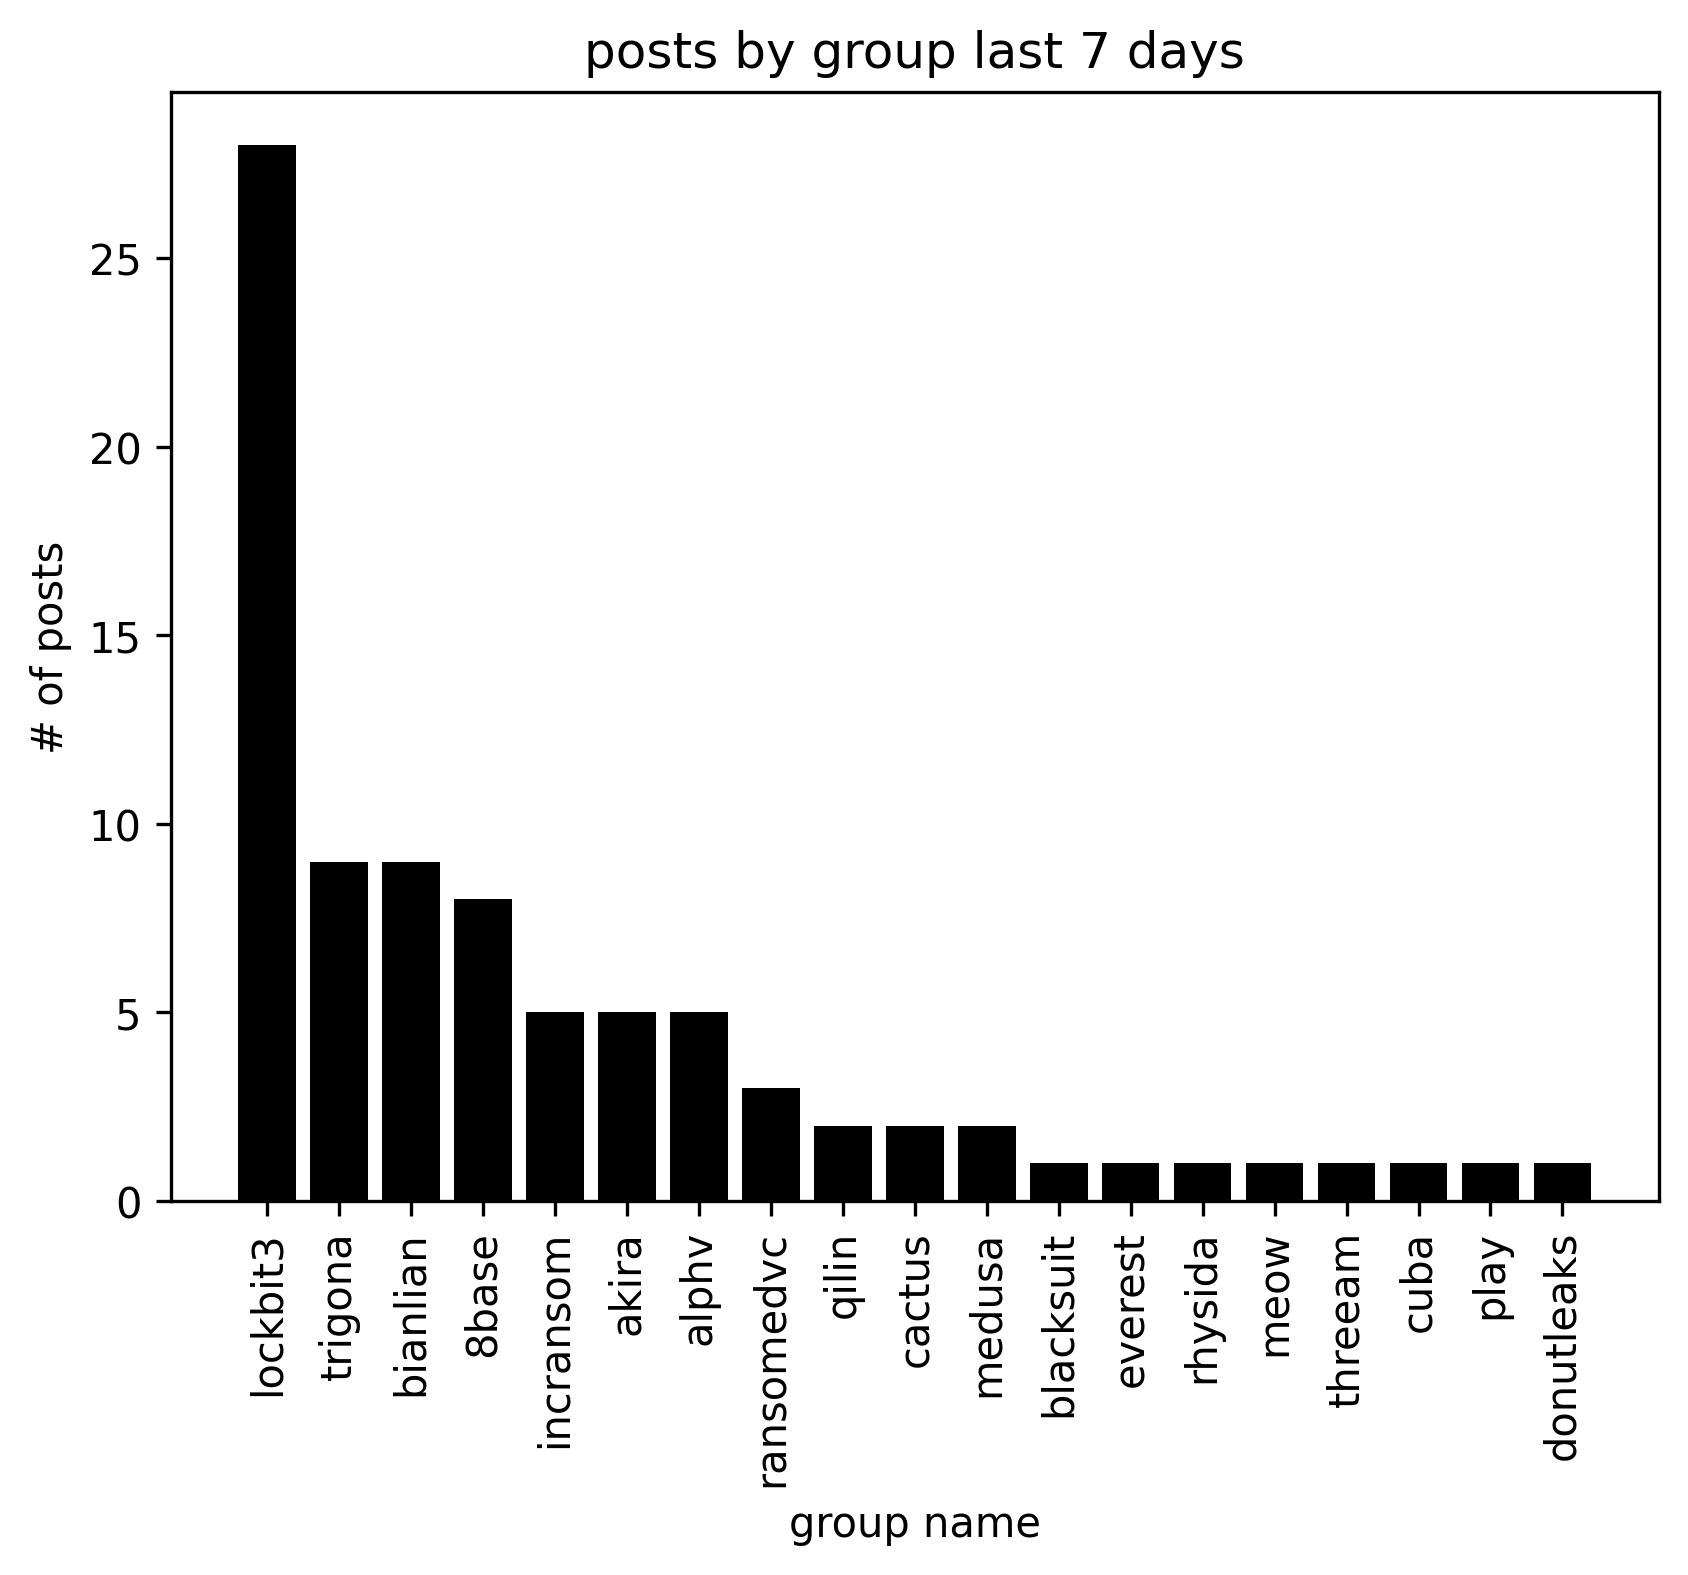 posts by group last 7 days
# of posts
25
20
15
10
5
0
lockbit3
trigona
bianlian
8base
incransom
akira
alphv
ransomedvc
qilin
cactus
medusa
blacksuit
everest
rhysida
meow
threeam
cuba
play
donutleaks
group name